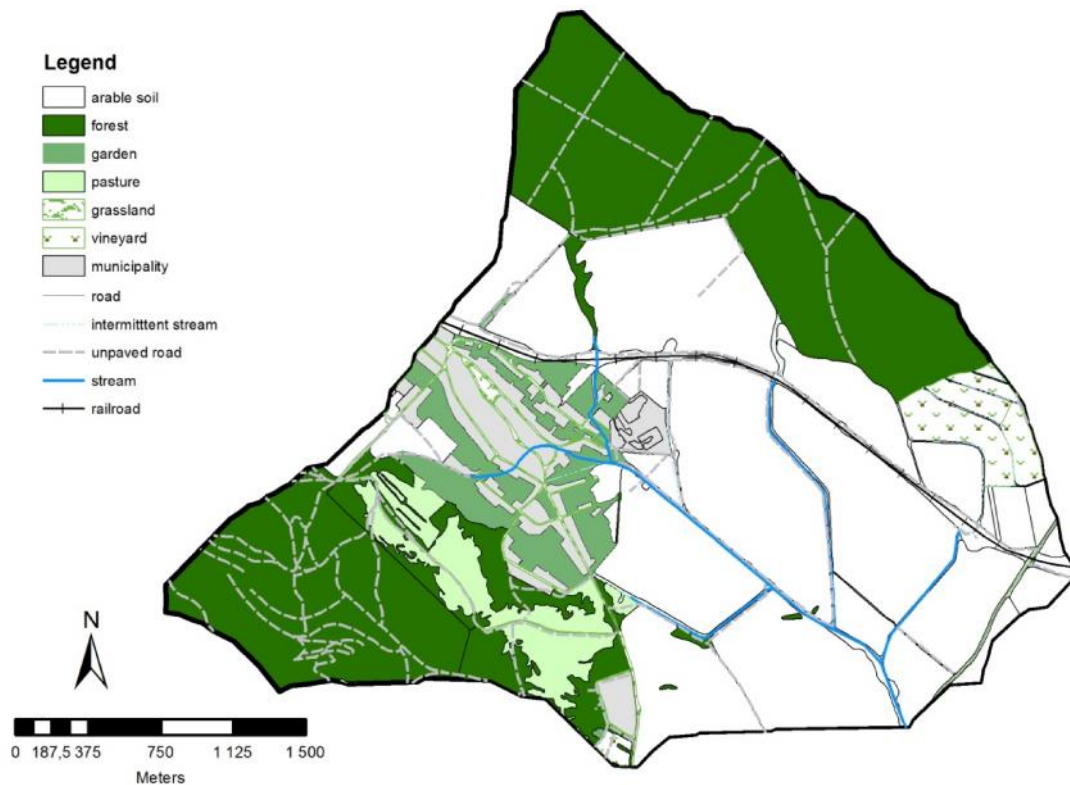 Legend
arable soil
forest
garden
pasture
grassland
vineyard
municipality
road
intermitttent stream
unpaved road
stream
railroad
N
0 187,5 375 750 1 125 1 500
Meters